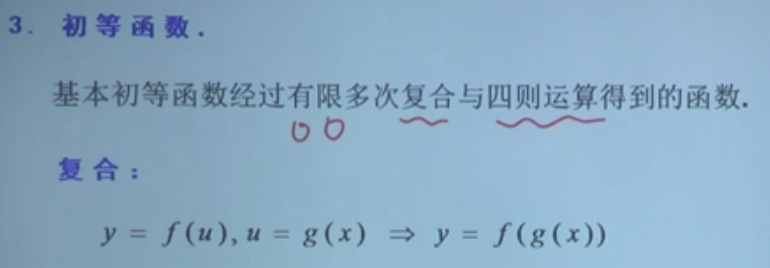 3. 初等函数.
基本初等函数经过有限多次复合与四则运算得到的函数.
复合:
y = f(u), u = g(x) ⇒ y = f(g(x))